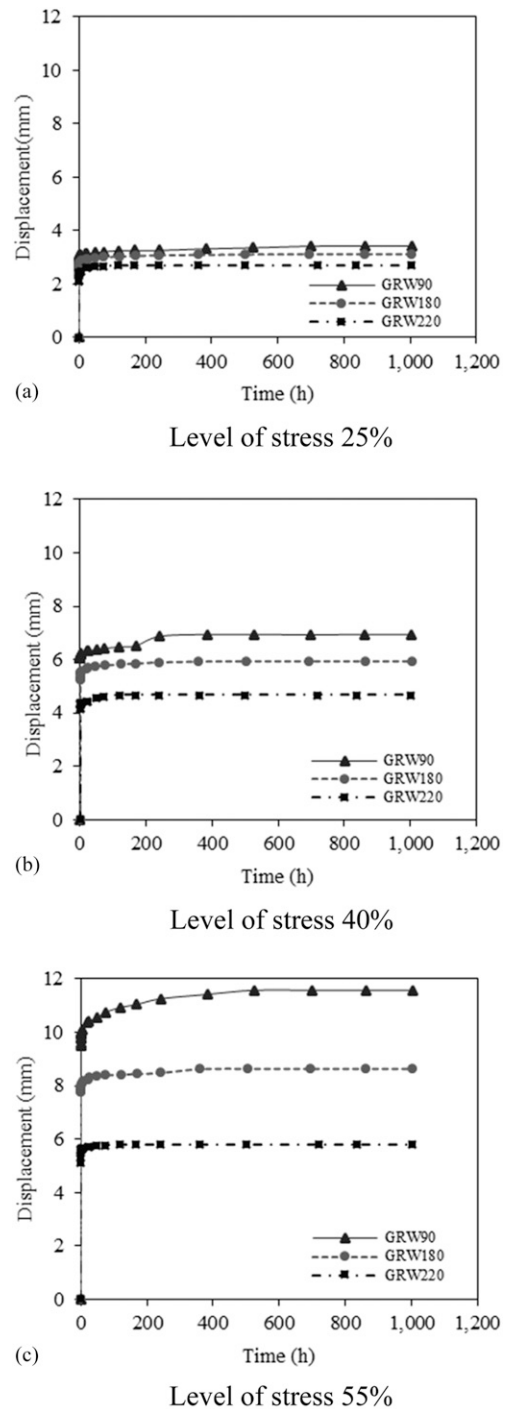 12
10
8
6
4
2
0
Displacement(mm )
GRW90
GRW180
GRW220
0 200 400 600 800 1,000 1,200
(a) Time (h)
Level of stress 25%
12
10
8
6
4
2
0
Displacement (mm)
GRW90
GRW180
GRW220
0 200 400 600 800 1,000 1,200
(b) Time (h)
Level of stress 40%
12
10
8
6
4
2
0
Displacement (mm)
GRW90
GRW180
GRW220
0 200 400 600 800 1,000 1,200
(c) Time (h)
Level of stress 55%